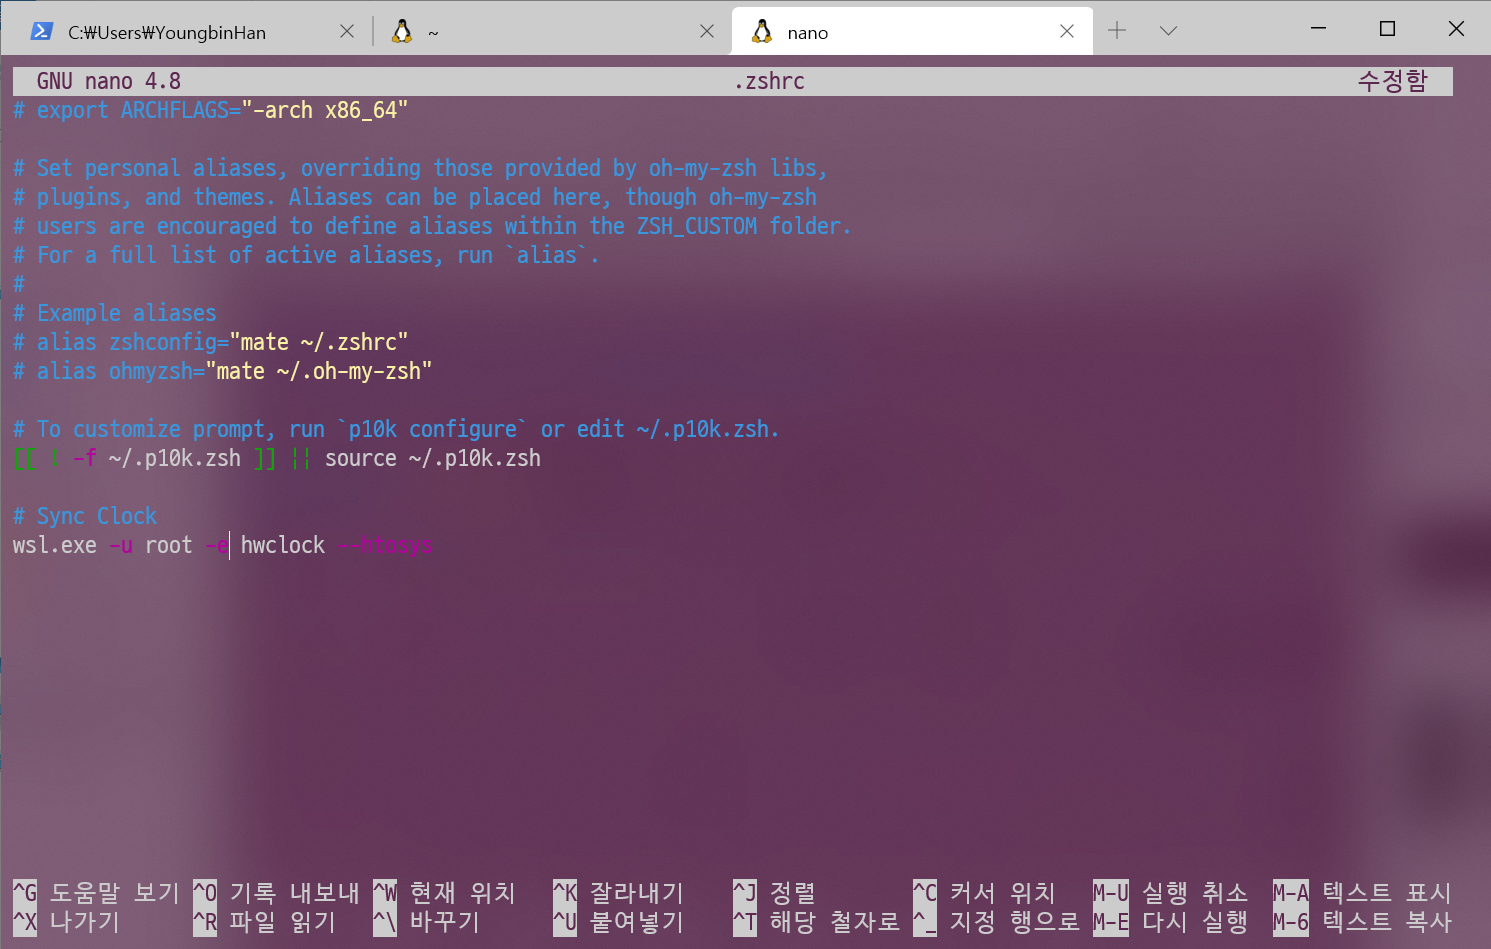 C:₩Users₩YoungbinHan
~
nano
GNU nano 4.8 .zshrc 수정함
# export ARCHFLAGS="-arch x86_64"
# Set personal aliases, overriding those provided by oh-my-zsh libs,
# plugins, and themes. Aliases can be placed here, though oh-my-zsh
# users are encouraged to define aliases within the ZSH_CUSTOM folder.
# For a full list of active aliases, run `alias`.
#
# Example aliases
# alias zshconfig="mate ~/.zshrc"
# alias ohmyzsh="mate ~/.oh-my-zsh"
# To customize prompt, run `p10k configure` or edit ~/.p10k.zsh.
[[ ! -f ~/.p10k.zsh ]] || source ~/.p10k.zsh
# Sync Clock
wsl.exe -u root -e hwclock --htosys
^G 도움말 보기 ^O 기록 내보내 ^W 현재 위치 ^K 잘라내기 ^J 정렬 ^C 커서 위치 M-U 실행 취소 M-A 텍스트 표시
^X 나가기 ^R 파일 읽기 ^\ 바꾸기 ^U 붙여넣기 ^T 해당 철자로 ^_ 지정 행으로 M-E 다시 실행 M-6 텍스트 복사